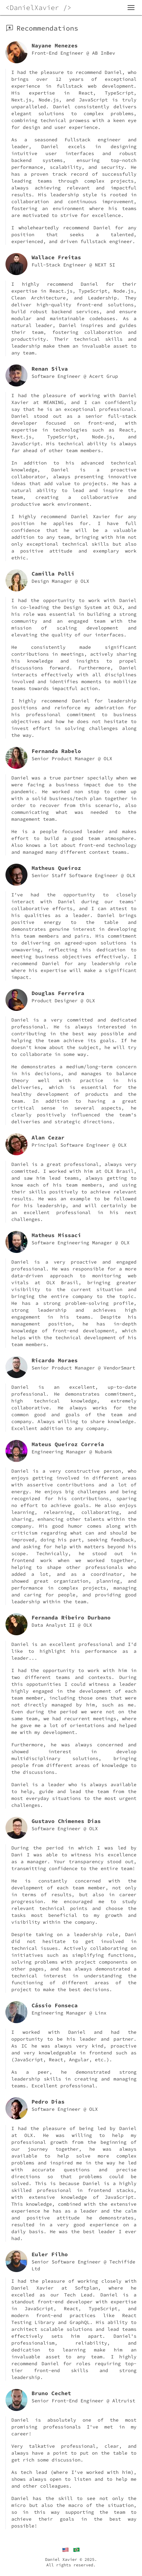 <DanielXavier />
Recommendations
Nayane Menezes
Front-End Engineer @ AB InBev
I had the pleasure to recommend Daniel, who
brings over 12 years of exceptional
experience in fullstack web development.
His expertise in React, TypeScript,
Next.js, Node.js, and JavaScript is truly
unparalleled. Daniel consistently delivers
elegant solutions to complex problems,
combining technical prowess with a keen eye
for design and user experience.
As a seasoned fullstack engineer and
leader, Daniel excels in designing
intuitive user interfaces and robust
backend systems, ensuring top-notch
performance, scalability, and security. He
has a proven track record of successfully
leading teams through complex projects,
always achieving relevant and impactful
results. His leadership style is rooted in
collaboration and continuous improvement,
fostering an environment where his teams
are motivated to strive for excellence.
I wholeheartedly recommend Daniel for any
position that seeks a talented,
experienced, and driven fullstack engineer.
Wallace Freitas
Full-Stack Engineer @ NEXT SI
I highly recommend Daniel for their
expertise in React.js, TypeScript, Node.js,
Clean Architecture, and Leadership. They
deliver high-quality front-end solutions,
build robust backend services, and ensure
modular and maintainable codebases. As a
natural leader, Daniel inspires and guides
their team, fostering collaboration and
productivity. Their technical skills and
leadership make them an invaluable asset to
any team.
Renan Silva
Software Engineer @ Acert Grup
I had the pleasure of working with Daniel
Xavier at MEANENG, and I can confidently
say that he is an exceptional professional.
Daniel stood out as a senior full-stack
developer focused on front-end, with
expertise in technologies such as React,
Next.js, TypeScript, Node.js, and
JavaScript. His technical ability is always
far ahead of other team members.
In addition to his advanced technical
knowledge, Daniel is a proactive
collaborator, always presenting innovative
ideas that add value to projects. He has a
natural ability to lead and inspire the
team, creating a collaborative and
productive work environment.
I highly recommend Daniel Xavier for any
position he applies for. I have full
confidence that he will be a valuable
addition to any team, bringing with him not
only exceptional technical skills but also
a positive attitude and exemplary work
ethic.
Camilla Polli
Design Manager @ OLX
I had the opportunity to work with Daniel
in co-leading the Design System at OLX, and
his role was essential in building a strong
community and an engaged team with the
mission of scaling development and
elevating the quality of our interfaces.
He consistently made significant
contributions in meetings, actively sharing
his knowledge and insights to propel
discussions forward. Furthermore, Daniel
interacts effectively with all disciplines
involved and identifies moments to mobilize
teams towards impactful action.
I highly recommend Daniel for leadership
positions and reinforce my admiration for
his professional commitment to business
objectives and how he does not hesitate to
invest effort in solving challenges along
the way.
Fernanda Rabelo
Senior Product Manager @ OLX
Daniel was a true partner specially when we
were facing a business impact due to the
pandemic. He worked non stop to come up
with a solid business/tech plan together in
order to recover from this scenario, also
communicating what was needed to the
management team.
He is a people focused leader and makes
effort to build a good team atmosphere.
Also knows a lot about front-end technology
and managed many different context teams.
Matheus Queiroz
Senior Staff Software Engineer @ OLX
I've had the opportunity to closely
interact with Daniel during our teams'
collaborative efforts, and I can attest to
his qualities as a leader. Daniel brings
positive energy to the table and
demonstrates genuine interest in developing
his team members and pairs. His commitment
to delivering on agreed-upon solutions is
unwavering, reflecting his dedication to
meeting business objectives effectively. I
recommend Daniel for any leadership role
where his expertise will make a significant
impact.
Douglas Ferreira
Product Designer @ OLX
Daniel is a very committed and dedicated
professional. He is always interested in
contributing in the best way possible and
helping the team achieve its goals. If he
doesn't know about the subject, he will try
to collaborate in some way.
He demonstrates a medium/long-term concern
in his decisions, and manages to balance
theory well with practice in his
deliveries, which is essential for the
healthy development of products and the
team. In addition to having a great
critical sense in several aspects, he
clearly positively influenced the team's
deliveries and strategic directions.
Alan Cezar
Principal Software Engineer @ OLX
Daniel is a great professional, always very
committed. I worked with him at OLX Brasil
and saw him lead teams, always getting to
know each of his team members, and using
their skills positively to achieve relevant
results. He was an example to be followed
for his leadership, and will certainly be
an excellent professional in his next
challenges.
Matheus Missaci
Software Engineering Manager @ OLX
Daniel is a very proactive and engaged
professional. He was responsible for a more
data-driven approach to monitoring web
vitals at OLX Brasil, bringing greater
visibility to the current situation and
bringing the entire company to the topic.
He has a strong problem-solving profile,
strong leadership and achieves high
engagement in his teams. Despite his
management position, he has in-depth
knowledge of front-end development, which
helps with the technical development of his
team members.
Ricardo Moraes
Senior Product Manager @ VendorSmart
Daniel is an excellent, up-to-date
professional. He demonstrates commitment,
high technical knowledge, extremely
collaborative. He always works for the
common good and goals of the team and
company. Always willing to share knowledge.
Excellent addition to any company.
Mateus Queiroz Correia
Engineering Manager @ Nubank
Daniel is a very constructive person, who
enjoys getting involved in different areas
with assertive contributions and a lot of
energy. He enjoys big challenges and being
recognized for his contributions, sparing
no effort to achieve goals. He also enjoys
learning, relearning, collaborating, and
sharing, enhancing other talents within the
company. His good posture, along with his
criticism regarding what can and should be
improved, doing his part, seeking to evolve
and asking for help with matters beyond his
scope. Technically, he stood out in
frontend work when we worked together,
helping to shape other professionals who
added a lot, and as a coordinator, he
showed great organization, planning, and
performance in complex projects, managing
and caring for people, and providing good
leadership within the team.
Fernanda Ribeiro Durbano
Data Analyst II @ OLX
Daniel is an excellent professional and I'd
like to highlight his performance as a
leader...
I had the opportunity to work with him in
two different teams and contexts. During
this opportunities I could witness a leader
highly engaged in the development of each
team member, including those ones that were
not directly managed by him, such as me.
Even during the period we were not on the
same team, we had recurrent meetings, where
he gave me a lot of orientations and helped
me with my development.
Furthermore, he was always concerned and
showed interest in develop
multidisciplinary solutions, bringing
people from different areas of knowledge to
the discussions.
Daniel is a leader who is always available
to help, guide and lead the team from the
most everyday situations to the most urgent
challenges.
Gustavo Chimenes Dias
Software Engineer @ OLX
During the period in which I was led by
Dani I was able to witness his excellence
as a manager. Your transparency stood out,
transmitting confidence to the entire team!
He is constantly concerned with the
development of each team member, not only
in terms of results, but also in career
progression. He encouraged me to study
relevant technical points and choose the
tasks most beneficial to my growth and
visibility within the company.
Despite taking on a leadership role, Dani
did not hesitate to get involved in
technical issues. Actively collaborating on
initiatives such as simplifying functions,
solving problems with project components on
other pages, and has always demonstrated a
technical interest in understanding the
functioning of different areas of the
project to make the best decisions.
Cássio Fonseca
Engineering Manager @ Linx
I worked with Daniel and had the
opportunity to be his leader and partner.
As IC he was always very kind, proactive
and very knowledgeable in frontend such as
(JavaScript, React, Angular, etc.).
As a peer, he demonstrated strong
leadership skills in creating and managing
teams. Excellent professional.
Pedro Dias
Software Engineer @ OLX
I had the pleasure of being led by Daniel
at OLX. He was willing to help my
professional growth from the beginning of
our journey together, he was always
available to help solve more complex
problems and inspired me in the way he led
with accurate questions and precise
directions so that problems could be
solved. This is because Daniel is a highly
skilled professional in frontend stacks,
with extensive knowledge of JavaScript.
This knowledge, combined with the extensive
experience he has as a leader and the calm
and positive attitude he demonstrates,
resulted in a very good experience on a
daily basis. He was the best leader I ever
had.
Euler Filho
Senior Software Engineer @ Techifide Ltd
I had the pleasure of working closely with
Daniel Xavier at Softplan, where he
excelled as our Tech Lead. Daniel is a
standout front-end developer with expertise
in JavaScript, React, TypeScript, and
modern front-end practices like React
Testing Library and GraphQL. His ability to
architect scalable solutions and lead teams
effectively sets him apart. Daniel's
professionalism, reliability, and
dedication to learning make him an
invaluable asset to any team. I highly
recommend Daniel for roles requiring top-
tier front-end skills and strong
leadership.
Bruno Cechet
Senior Front-End Engineer @ Altruist
Daniel is absolutely one of the most
promising professionals I've met in my
career!
Very talkative professional, clear, and
always have a point to put on the table to
get rich some discussion.
As tech lead (where I've worked with him),
shows always open to listen and to help me
and other colleagues.
Daniel has the skill to see not only the
micro but also the macro of the situation,
so in this way supporting the team to
achieve their goals in the best way
possible!
Daniel Xavier © 2025.
All rights reserved.